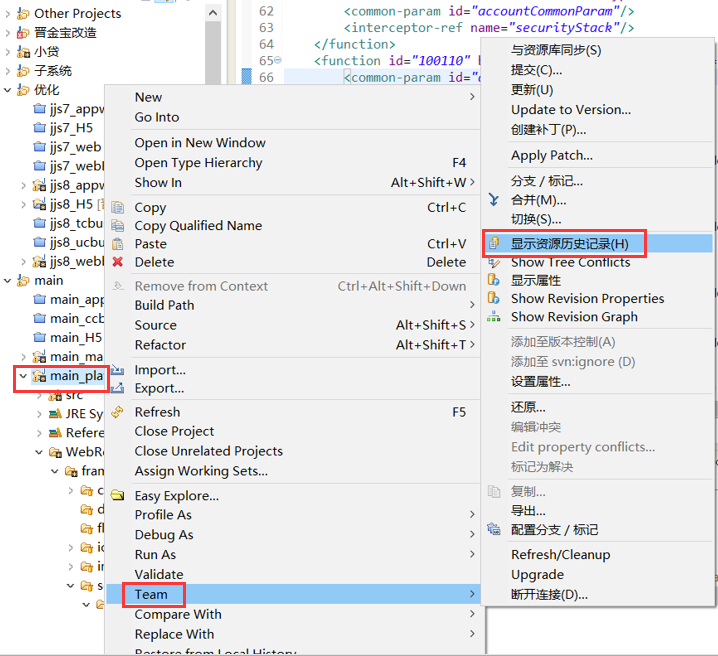 Other Products
晋金宝改造
小贷
子系统
优化
jjs7_appw
jjs7_H5
jjs7_web
jjs7_webl
jjs8_appw
jjs8_H5
jjs8_tcbu
jjs8_ucbu
jjs8_webl
main
main_app
main_ccb
main_H5
main_ma
main_pla
src
JRE Sy
Refere
WebRo
fram
c
d
fl
ic
in
s
62 <common-param id="accountCommonParam"/>
63 <interceptor-ref name="securityStack"/>
64 </function>
65 <function id="100110"
66 <common-param id="
New
Go Into
Open in New Window
Open Type Hierarchy F4
Show In Alt+Shift+W
Copy Ctrl+C
Copy Qualified Name
Paste Ctrl+V
Delete Delete
Remove from Context Ctrl+Alt+Shift+Down
Build Path
Source Alt+Shift+S
Refactor Alt+Shift+T
Import...
Export...
Refresh F5
Close Project
Close Unrelated Projects
Assign Working Sets...
Easy Explore...
Profile As
Debug As
Run As
Validate
Team
Compare With
Replace With
Restore from Local History...
与资源库同步(S)
提交(C)...
更新(U)
Update to Version...
创建补丁(P)...
Apply Patch...
分支 / 标记...
合并(M)...
切换(S)...
显示资源历史记录(H)
Show Tree Conflicts
显示属性
Show Revision Properties
Show Revision Graph
添加至版本控制(A)
添加至 svn:ignore (D)
设置属性...
还原...
编辑冲突
Edit property conflicts...
标记为解决
复制...
导出...
配置分支 / 标记
Refresh/Cleanup
Upgrade
断开连接(D)...